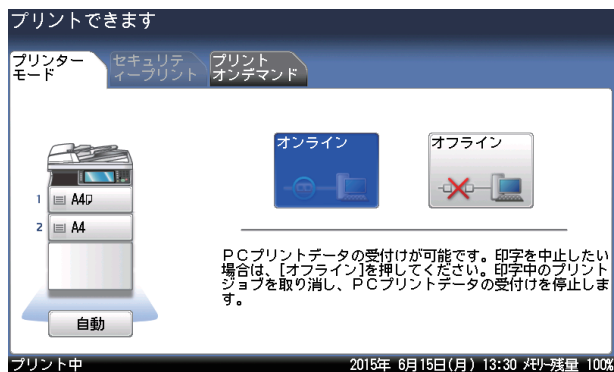 プリントできます
プリンター
モード
セキュリテ
ィープリント
プリント
オンデマンド
オンライン
オフライン
1 A4
2 A4
自動
PCプリントデータの受付けが可能です。印字を中止したい
場合は、[オフライン]を押してください。印字中のプリント
ジョブを取り消し、PCプリントデータの受付けを停止しま
す。
プリント中
2015年 6月15日(月) 13:30 メモリー残量 100%